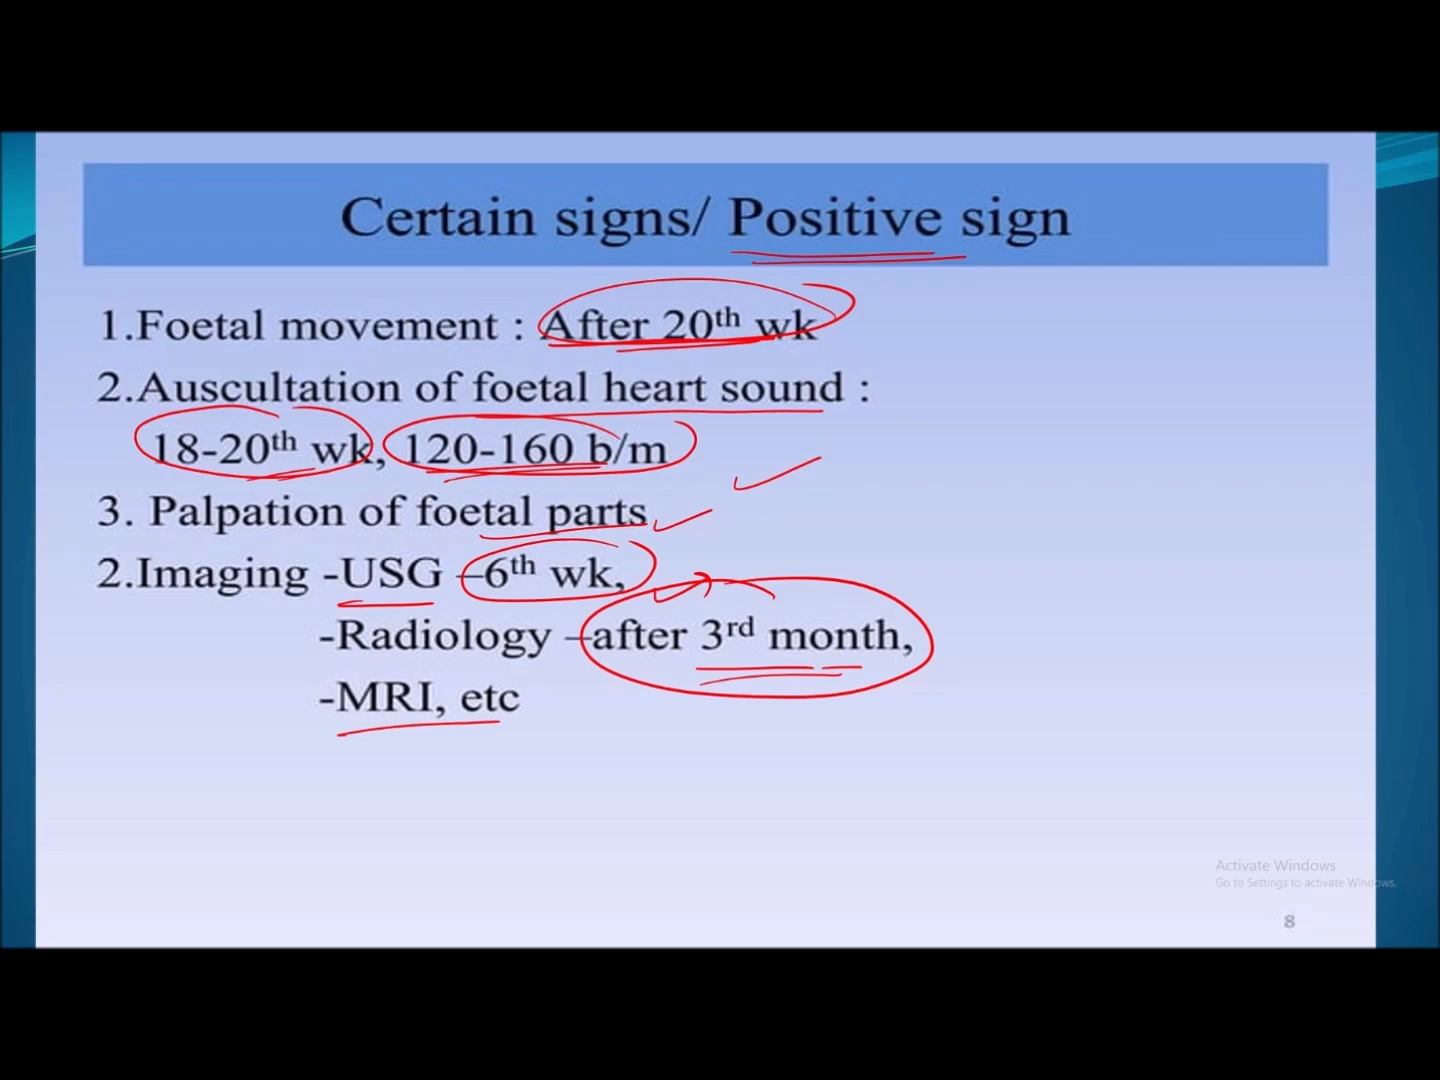 Certain signs/ Positive sign
1.Foetal movement : After 20th wk
2.Auscultation of foetal heart sound :
18-20th wk, 120-160 b/m
3. Palpation of foetal parts
2.Imaging -USG –6th wk,
-Radiology –after 3rd month,
-MRI, etc
Activate Windows
Go to Settings to activate Windows.
8